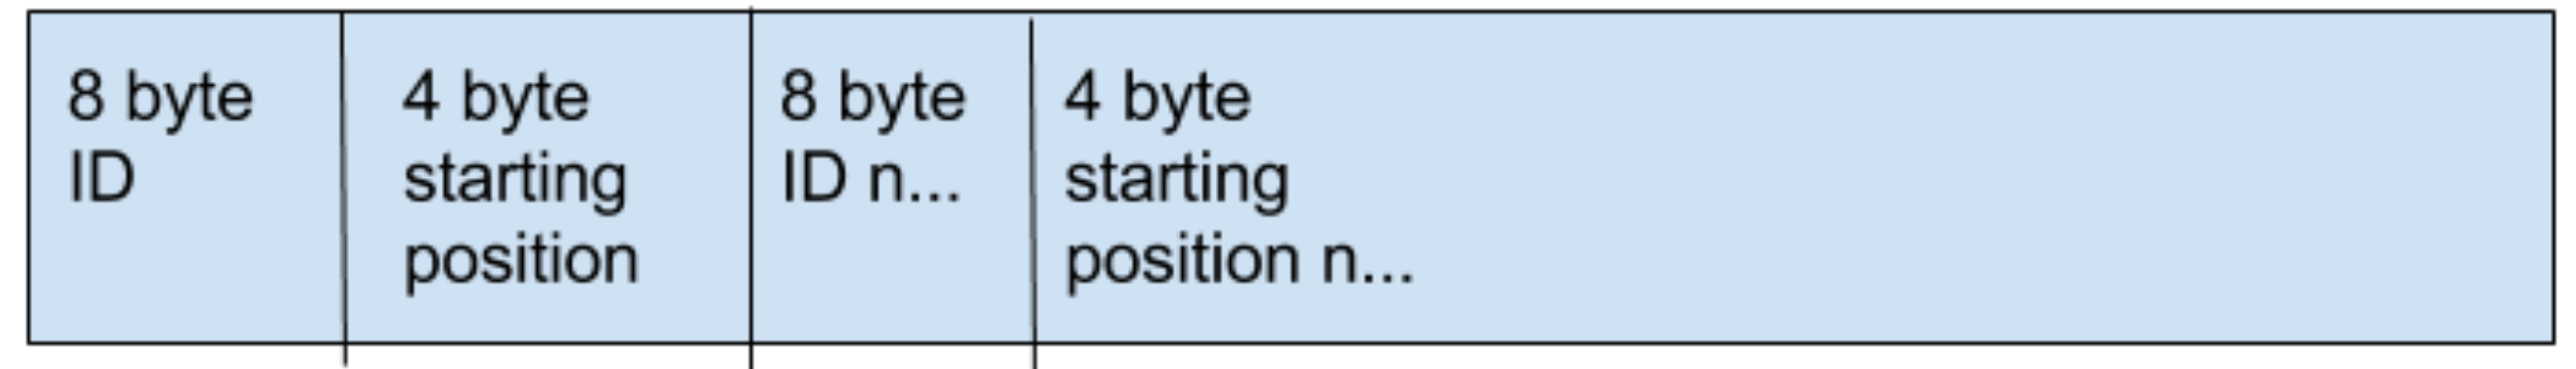 8 byte
ID
4 byte
starting
position
8 byte
ID n...
4 byte
starting
position n...